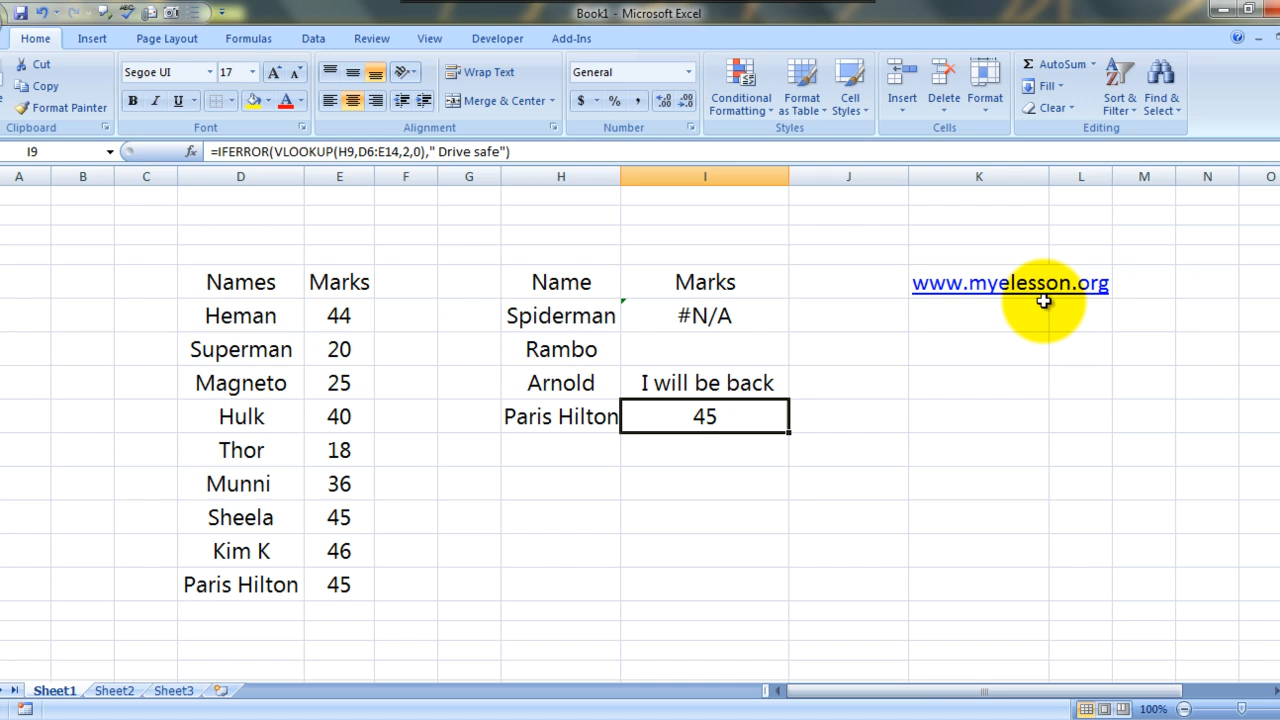 Book1 - Microsoft Excel
Home Insert Page Layout Formulas Data Review View Developer Add-Ins
Cut
Copy
Format Painter
Clipboard
Segoe UI 17
B I U
Font
Wrap Text
Merge & Center
Alignment
General
$ % ,
Number
Conditional Formatting
Format as Table
Cell Styles
Styles
Insert Delete Format
Cells
Σ AutoSum
Fill
Clear
Sort & Filter
Find & Select
Editing
I9 fx =IFERROR(VLOOKUP(H9,D6:E14,2,0)," Drive safe")
A B C D E F G H I J K L M N O
Names Marks Name Marks www.myelesson.org
Heman 44 Spiderman #N/A
Superman 20 Rambo
Magneto 25 Arnold I will be back
Hulk 40 Paris Hilton 45
Thor 18
Munni 36
Sheela 45
Kim K 46
Paris Hilton 45
Sheet1 Sheet2 Sheet3
100%